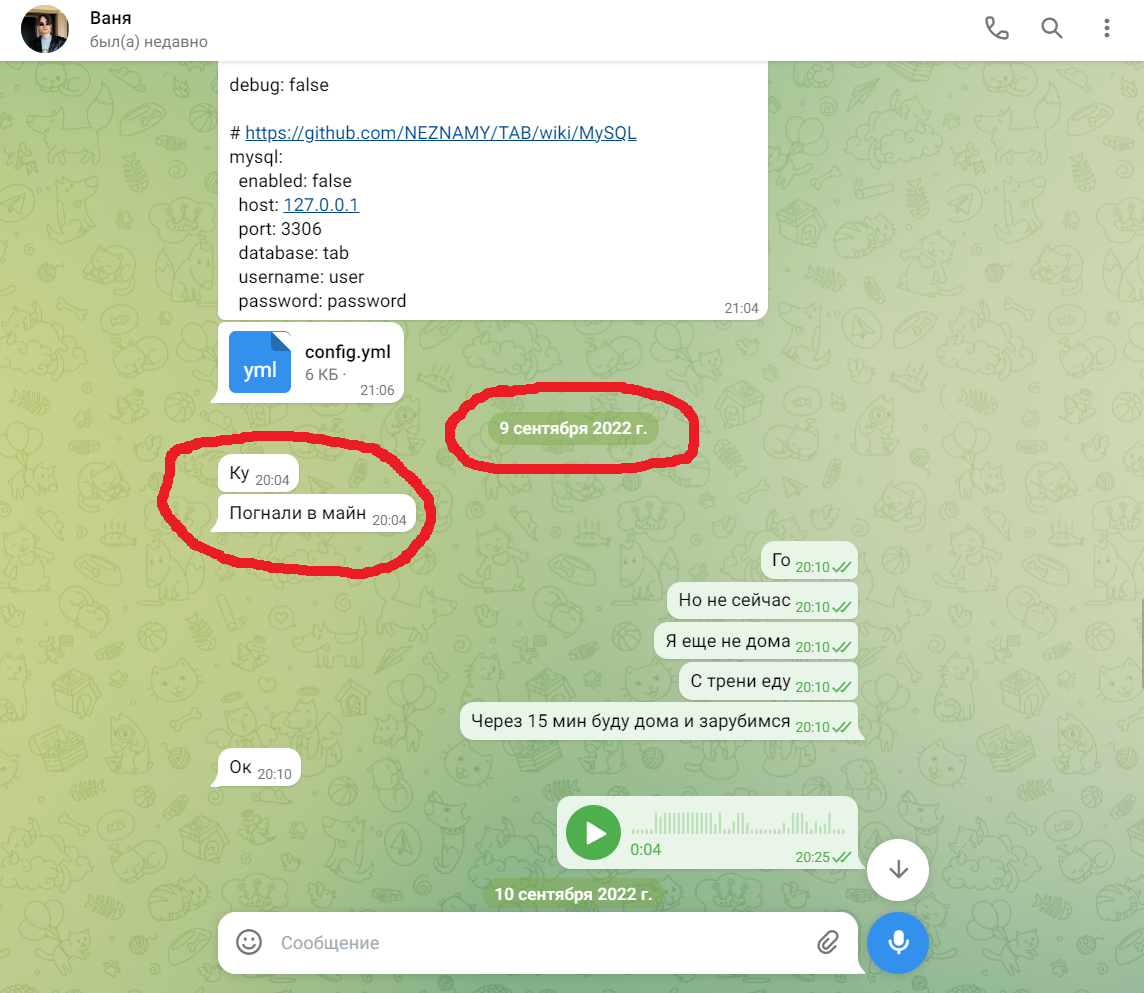 Ваня
был(а) недавно
debug: false
# https://github.com/NEZNAMY/TAB/wiki/MySQL
mysql:
enabled: false
host: 127.0.0.1
port: 3306
database: tab
username: user
password: password
21:04
yml
config.yml
6 КБ ·
21:06
9 сентября 2022 г.
Ку 20:04
Погнали в майн 20:04
Го 20:10
Но не сейчас 20:10
Я еще не дома 20:10
С трени еду 20:10
Через 15 мин буду дома и зарубимся 20:10
Ок 20:10
0:04
20:25
10 сентября 2022 г.
Сообщение